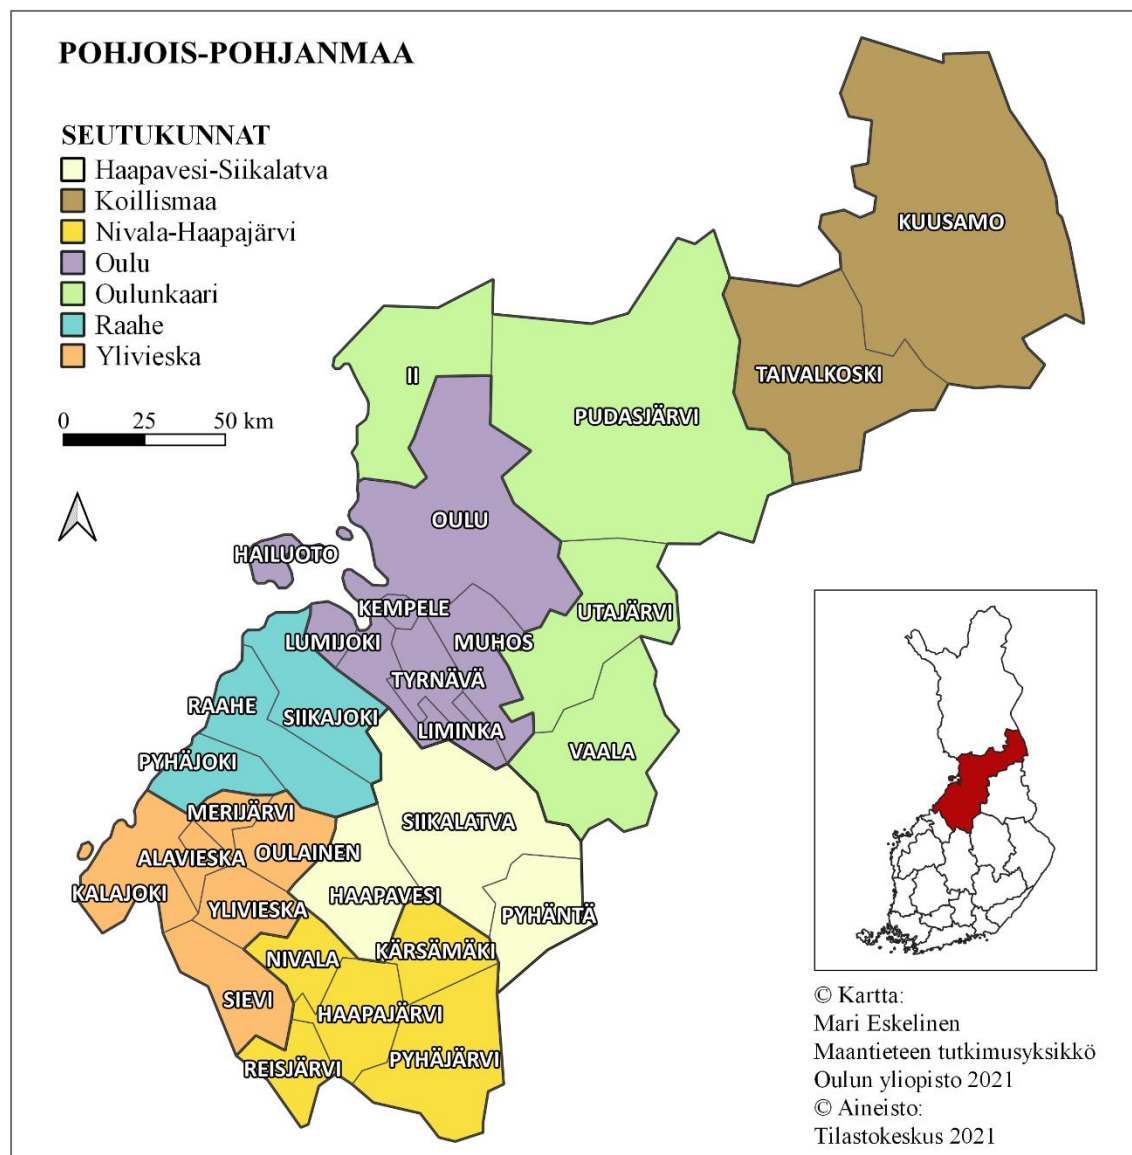 POHJOIS-POHJANMAA
SEUTUKUNNAT
Haapavesi-Siikalatva
Koillismaa
Nivala-Haapajärvi
Oulu
Oulunkaari
Raahe
Ylivieska
0 25 50 km
KUUSAMO
TAIVALKOSKI
II
PUDASJÄRVI
OULU
HAILUOTO
KEMPELE
UTAJÄRVI
LUMIJOKI
MUHOS
TYRNÄVÄ
RAAHE
SIIKAJOKI
LIMINKA
VAALA
PYHÄJOKI
MERIJÄRVI
SIIKALATVA
ALAVIESKA
OULAINEN
KALAJOKI
HAAPAVESI
YLIVIESKA
PYHÄNTÄ
NIVALA
KÄRSÄMÄKI
SIEVI
HAAPAJÄRVI
REISJÄRVI
PYHÄJÄRVI
© Kartta:
Mari Eskelinen
Maantieteen tutkimusyksikkö
Oulun yliopisto 2021
© Aineisto:
Tilastokeskus 2021